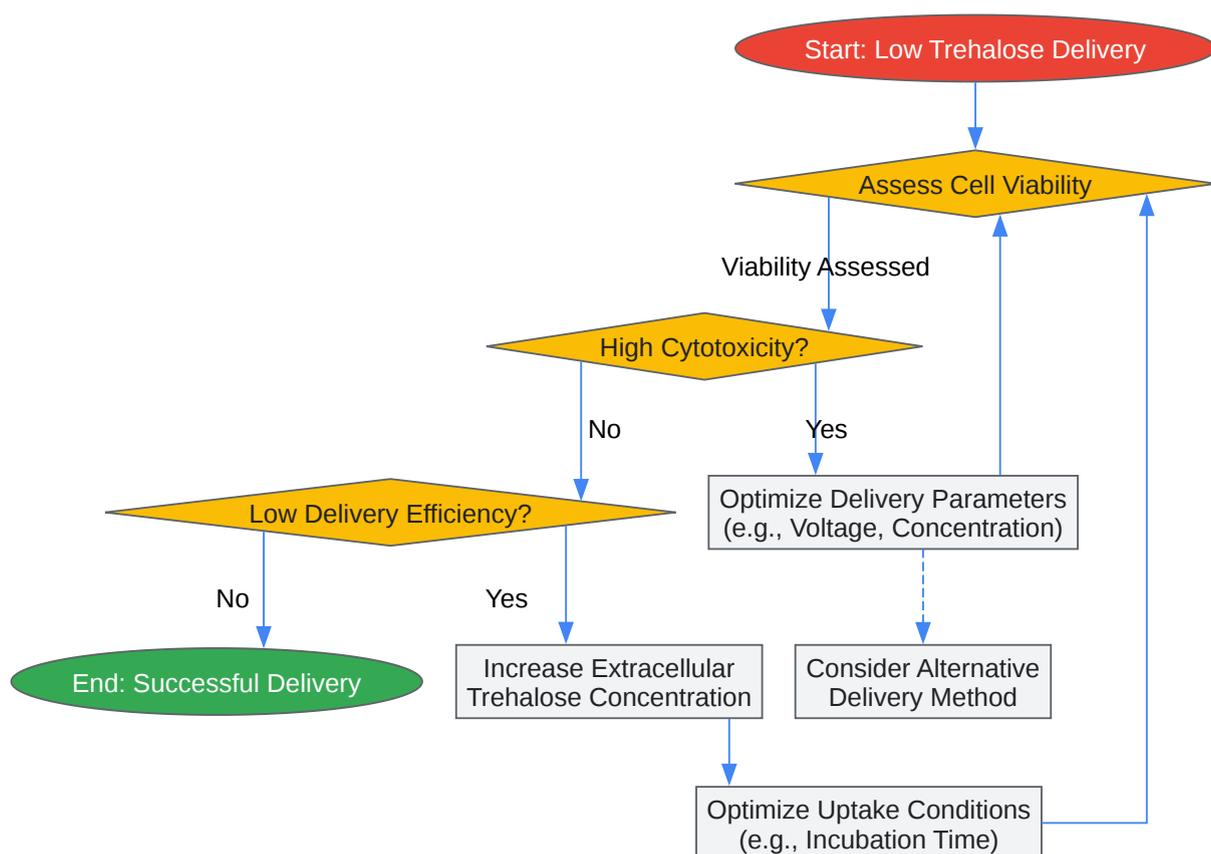 Start: Low Trehalose Delivery
Assess Cell Viability
Viability Assessed
High Cytotoxicity?
No
Yes
Low Delivery Efficiency?
Optimize Delivery Parameters
(e.g., Voltage, Concentration)
No
Yes
End: Successful Delivery
Increase Extracellular
Trehalose Concentration
Consider Alternative
Delivery Method
Optimize Uptake Conditions
(e.g., Incubation Time)